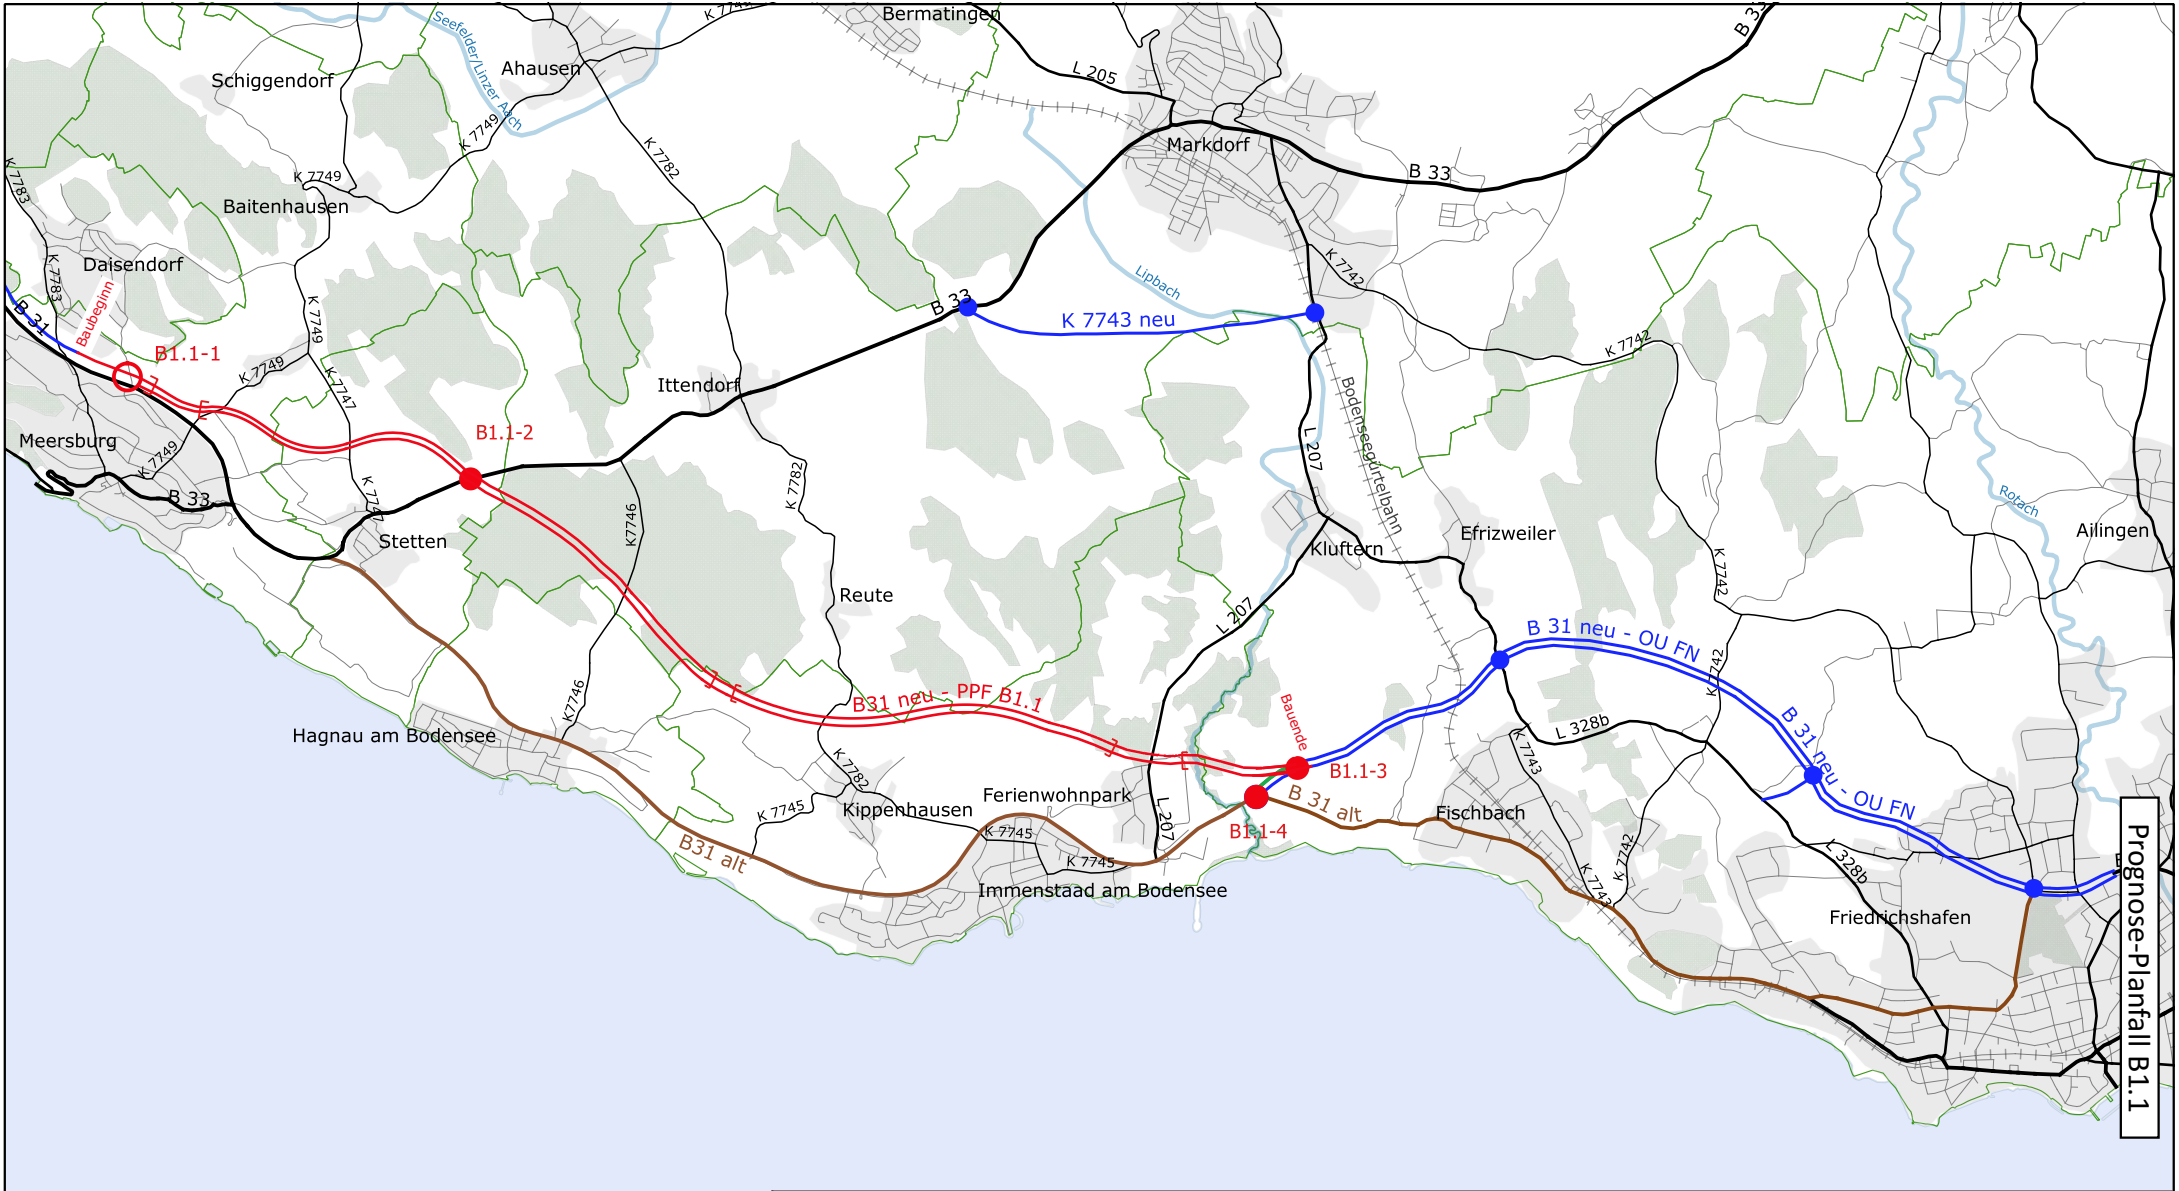 Bermatingen
Seefelder/Linzer Aach
Ahausen
Schiggendorf
L 205
B 33
K 7749
K 7782
Markdorf
B 33
K 7749
K 7783
Baitenhausen
Daisendorf
K 7783
K 7742
Lipbach
Baubeginn
B 31
K 7749
B 33
K 7743 neu
K 7742
B1.1-1
K 7749
K 7747
Ittendorf
Bodenseegürtelbahn
B1.1-2
Meersburg
K 7749
L 207
K 7782
B 33
K 7747
Rotach
K7746
Stetten
Efrizweiler
Ailingen
Kluftern
K 7742
Reute
L 207
B 31 neu - OU FN
K 7742
K7746
B31 neu - PPF B1.1
Bauende
Hagnau am Bodensee
L 328b
K 7743
B 31 neu - OU FN
K 7782
B1.1-3
Ferienwohnpark
K 7745
Kippenhausen
B 31 alt
Fischbach
L 207
B1.1-4
K 7745
B31 alt
K 7745
K 7742
L 328b
Immenstaad am Bodensee
K 7743
Friedrichshafen
Prognose-Planfall B1.1